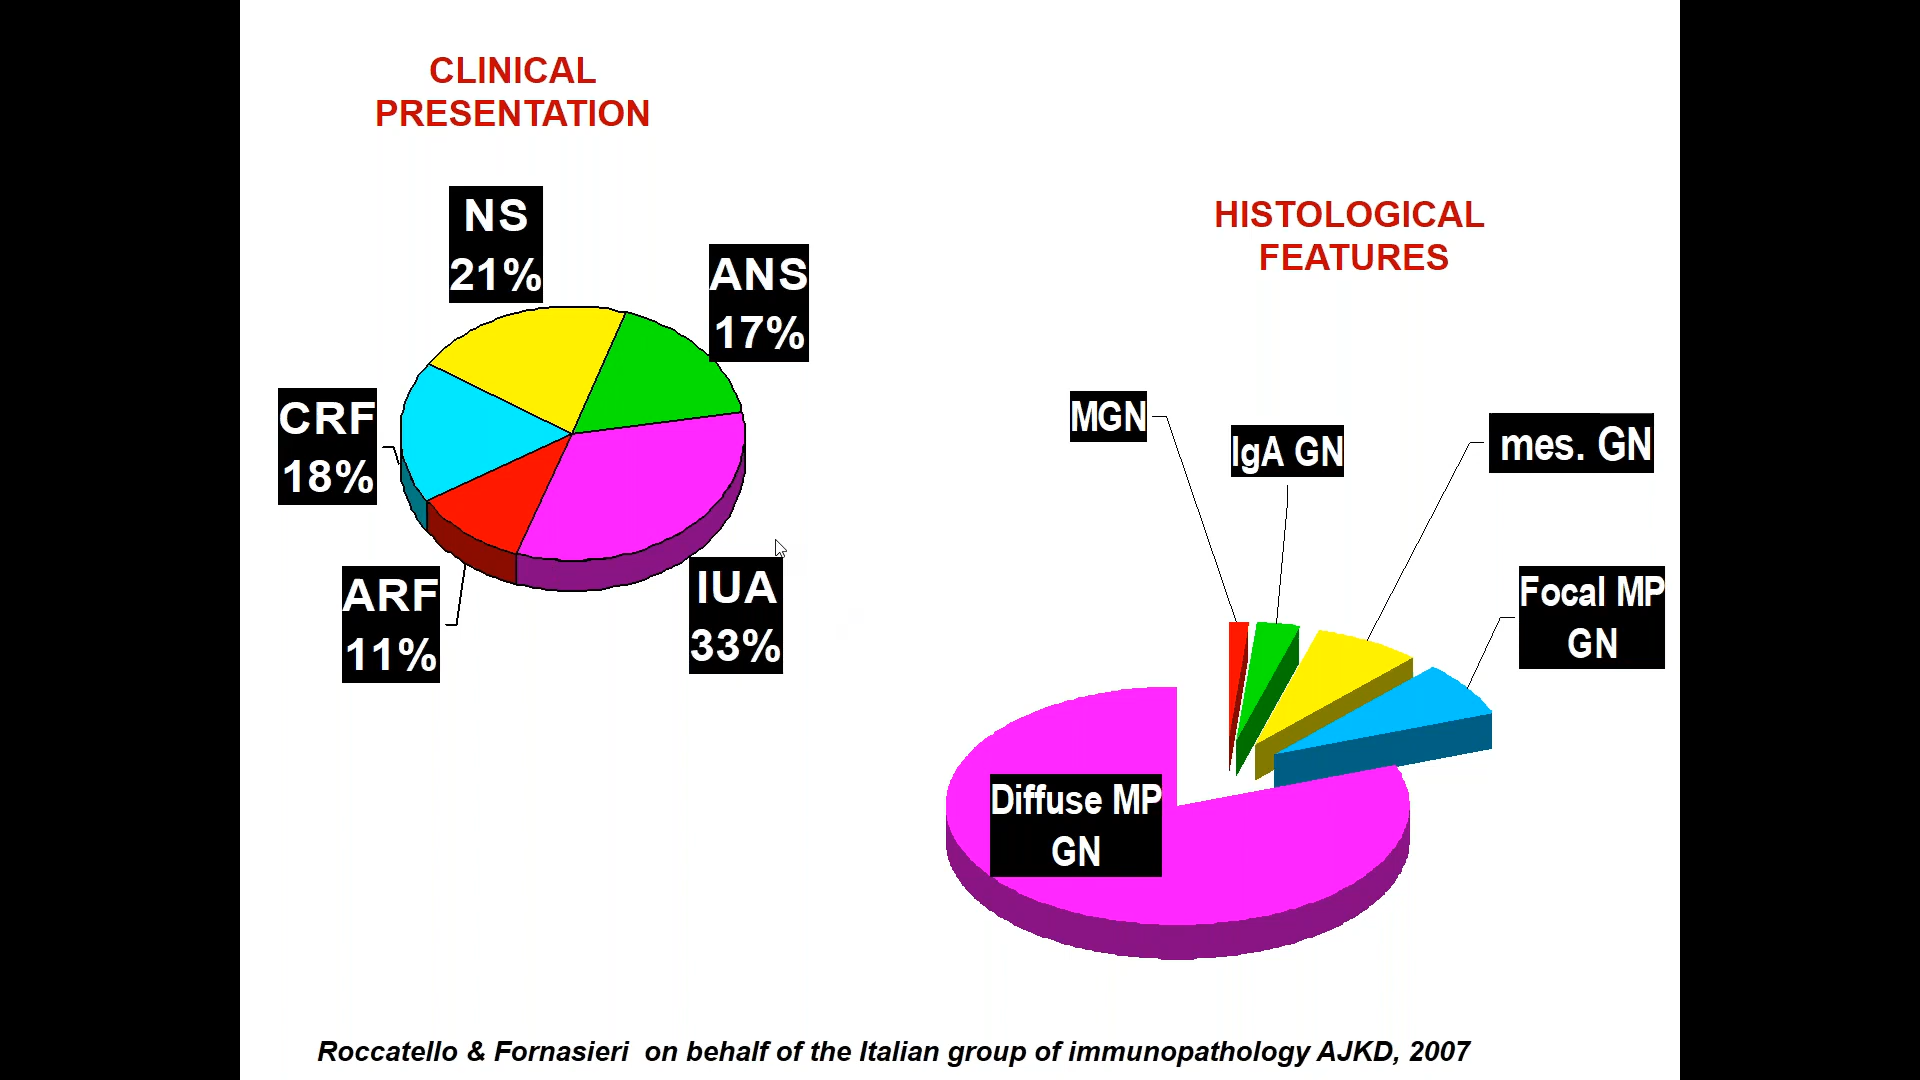 CLINICAL
PRESENTATION
NS
21%
ANS
17%
CRF
18%
ARF
11%
IUA
33%
HISTOLOGICAL
FEATURES
MGN
IgA GN
mes. GN
Focal MP
GN
Diffuse MP
GN
Roccatello & Fornasieri on behalf of the Italian group of immunopathology AJKD, 2007